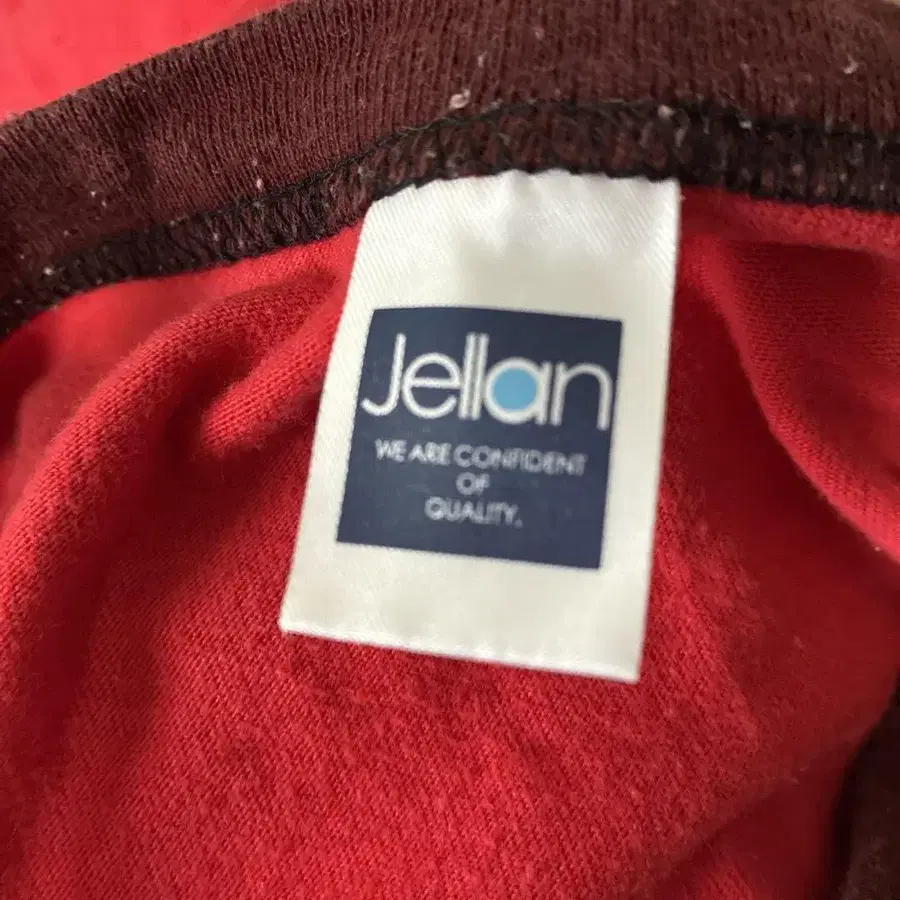 Jellan
WE ARE CONFIDENT
OF
QUALITY.